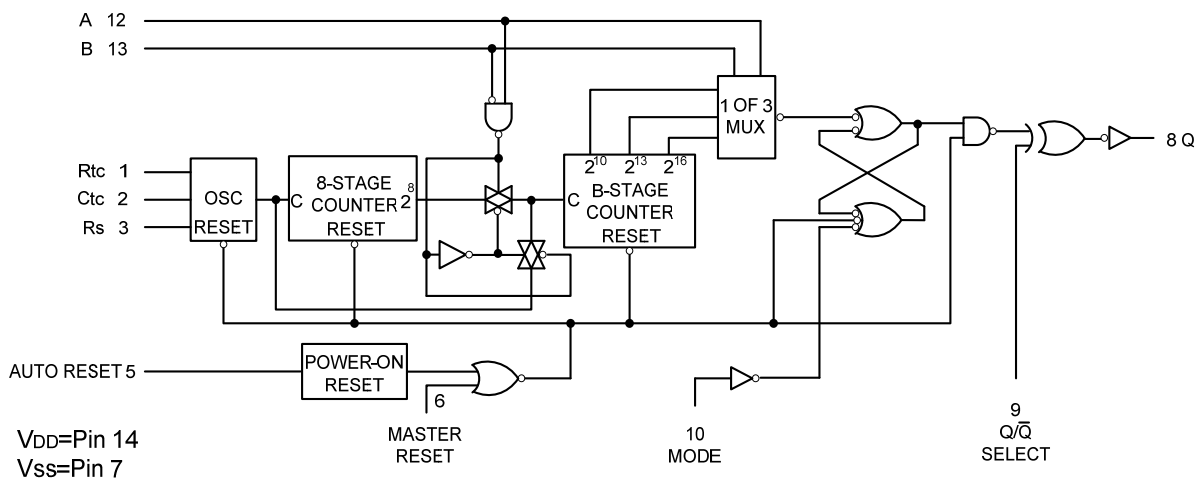 A 12
B 13
1 OF 3
MUX
2^10 2^13 2^16
Rtc 1
Ctc 2
Rs 3
OSC
RESET
C
8-STAGE
COUNTER
RESET
2^8
C
B-STAGE
COUNTER
RESET
8 Q
AUTO RESET 5
POWER-ON
RESET
6
MASTER
RESET
10
MODE
9
Q/Q̅
SELECT
VDD=Pin 14
Vss=Pin 7